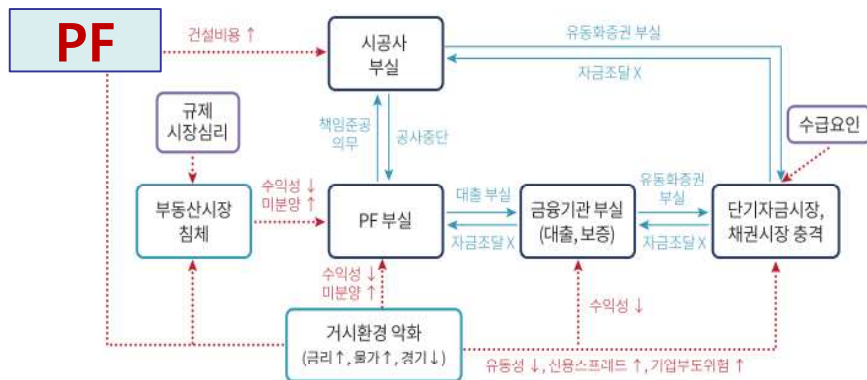 PF
건설비용 ↑
시공사
부실
유동화증권 부실
자금조달 X
규제
시장심리
책임준공
의무
공사중단
수급요인
부동산시장
침체
수익성 ↓
미분양 ↑
PF 부실
대출 부실
자금조달 X
금융기관 부실
(대출, 보증)
유동화증권
부실
자금조달 X
단기자금시장,
채권시장 충격
수익성 ↓
미분양 ↑
수익성 ↓
거시환경 악화
(금리↑, 물가↑, 경기↓)
유동성 ↓, 신용스프레드 ↑, 기업부도위험 ↑